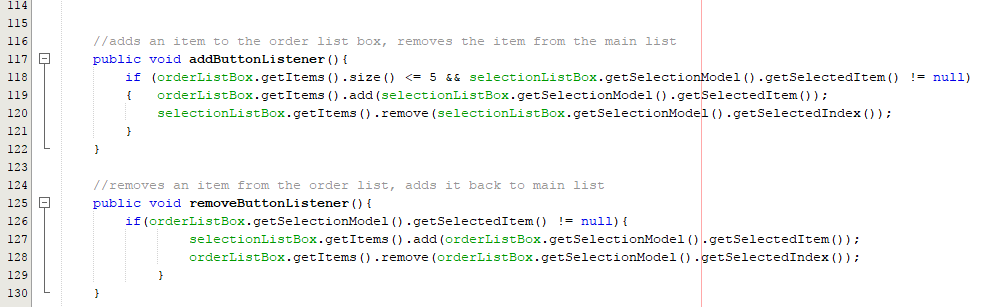 114
115
116 //adds an item to the order list box, removes the item from the main list
117 public void addButtonListener(){
118 if (orderListBox.getItems().size() <= 5 && selectionListBox.getSelectionModel().getSelectedItem() != null)
119 { orderListBox.getItems().add(selectionListBox.getSelectionModel().getSelectedItem());
120 selectionListBox.getItems().remove(selectionListBox.getSelectionModel().getSelectedIndex());
121 }
122 }
123
124 //removes an item from the order list, adds it back to main list
125 public void removeButtonListener(){
126 if(orderListBox.getSelectionModel().getSelectedItem() != null){
127 selectionListBox.getItems().add(orderListBox.getSelectionModel().getSelectedItem());
128 orderListBox.getItems().remove(orderListBox.getSelectionModel().getSelectedIndex());
129 }
130 }